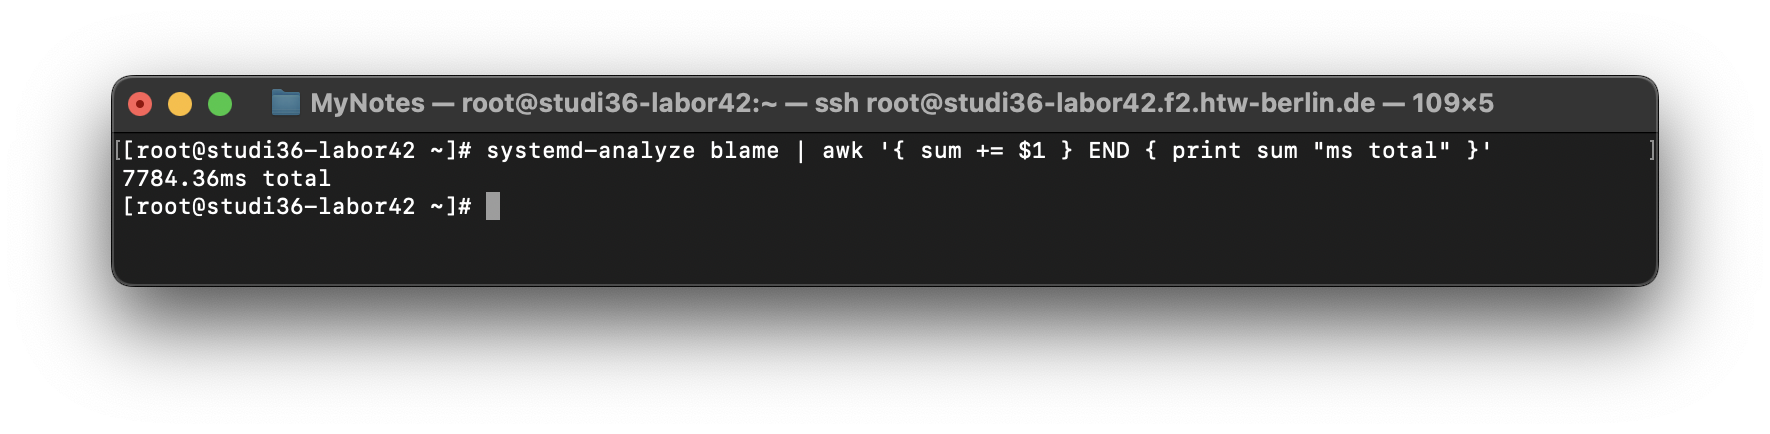 MyNotes — root@studi36-labor42:~ — ssh root@studi36-labor42.f2.htw-berlin.de — 109×5
[[root@studi36-labor42 ~]# systemd-analyze blame | awk '{ sum += $1 } END { print sum "ms total" }' ]
7784.36ms total
[root@studi36-labor42 ~]#